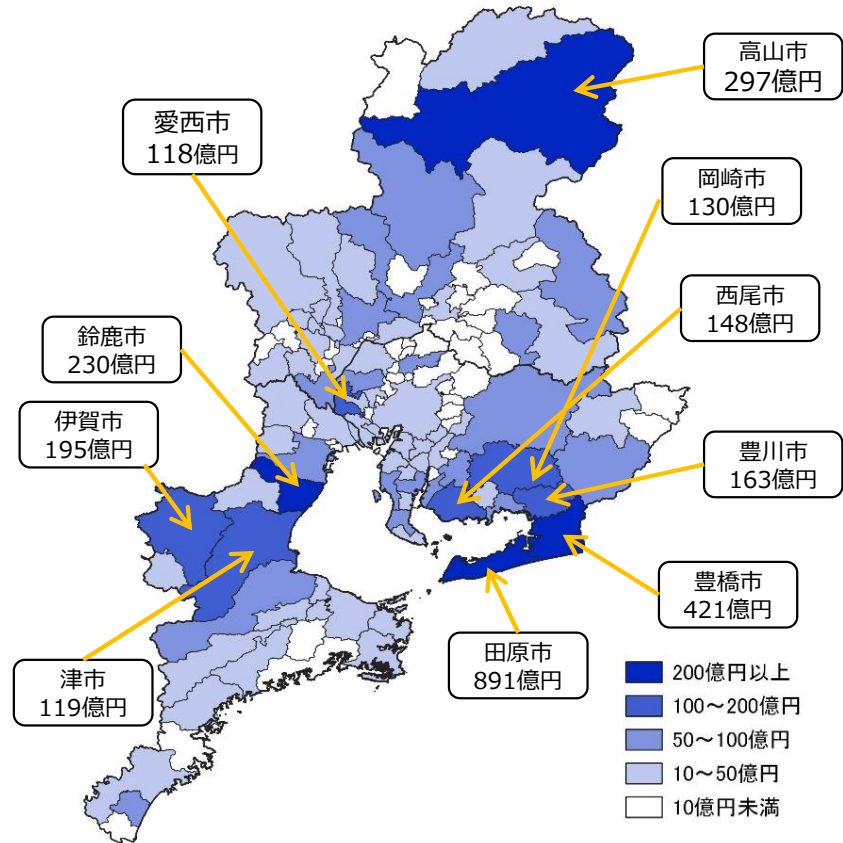 高山市
297億円
愛西市
118億円
岡崎市
130億円
西尾市
148億円
鈴鹿市
230億円
伊賀市
195億円
豊川市
163億円
豊橋市
421億円
田原市
891億円
津市
119億円
200億円以上
100～200億円
50～100億円
10～50億円
10億円未満